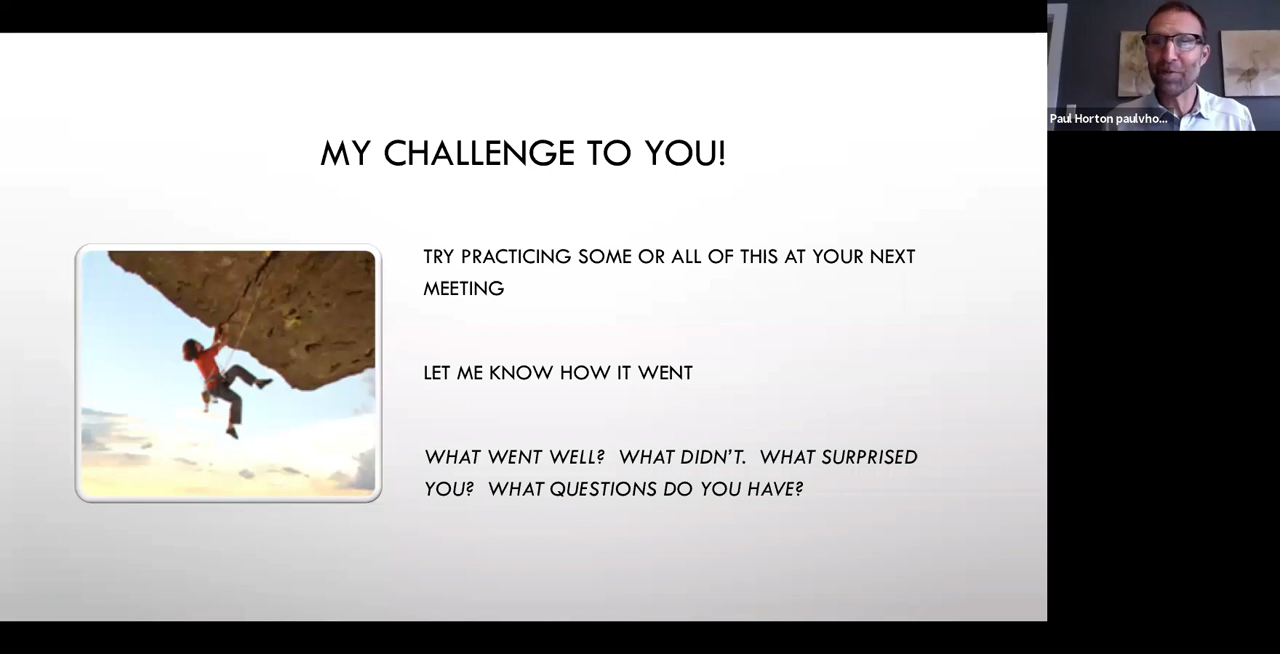 MY CHALLENGE TO YOU!
TRY PRACTICING SOME OR ALL OF THIS AT YOUR NEXT
MEETING
LET ME KNOW HOW IT WENT
WHAT WENT WELL?  WHAT DIDN'T.  WHAT SURPRISED
YOU?  WHAT QUESTIONS DO YOU HAVE?
Paul Horton paulvho...